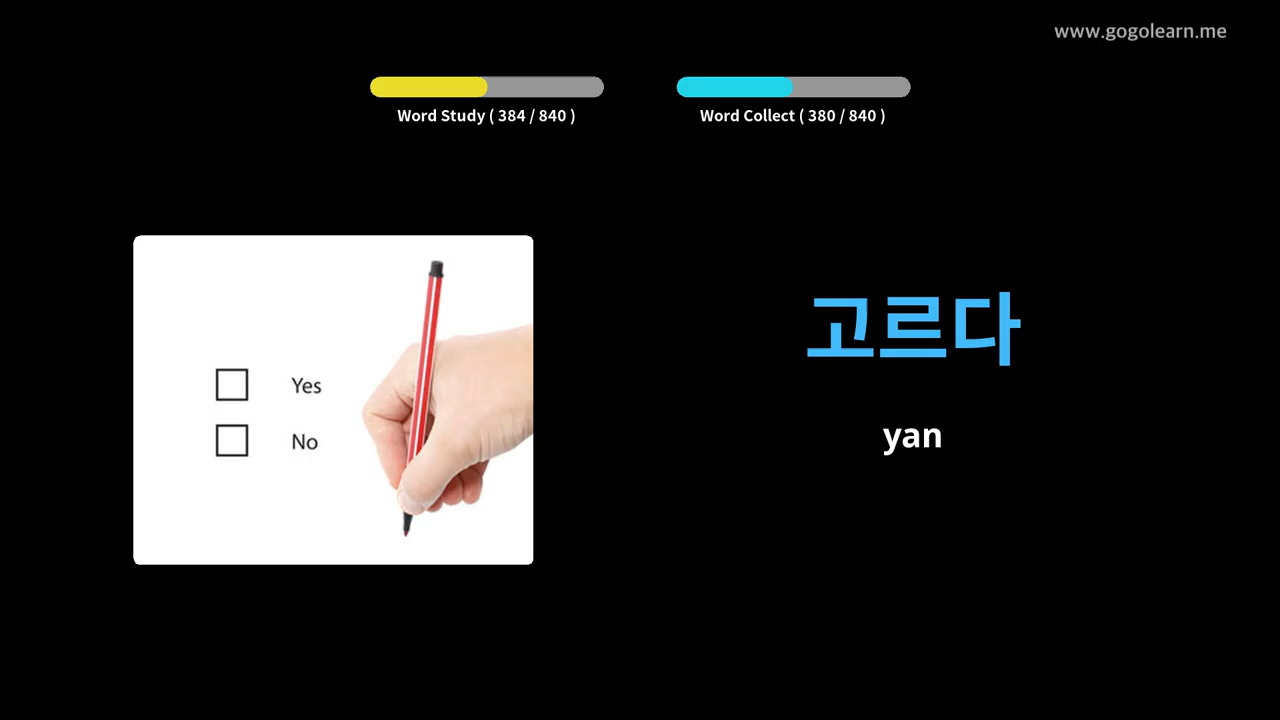 www.gogolearn.me
Word Study ( 384 / 840 )
Word Collect ( 380 / 840 )
Yes
No
고르다
yan